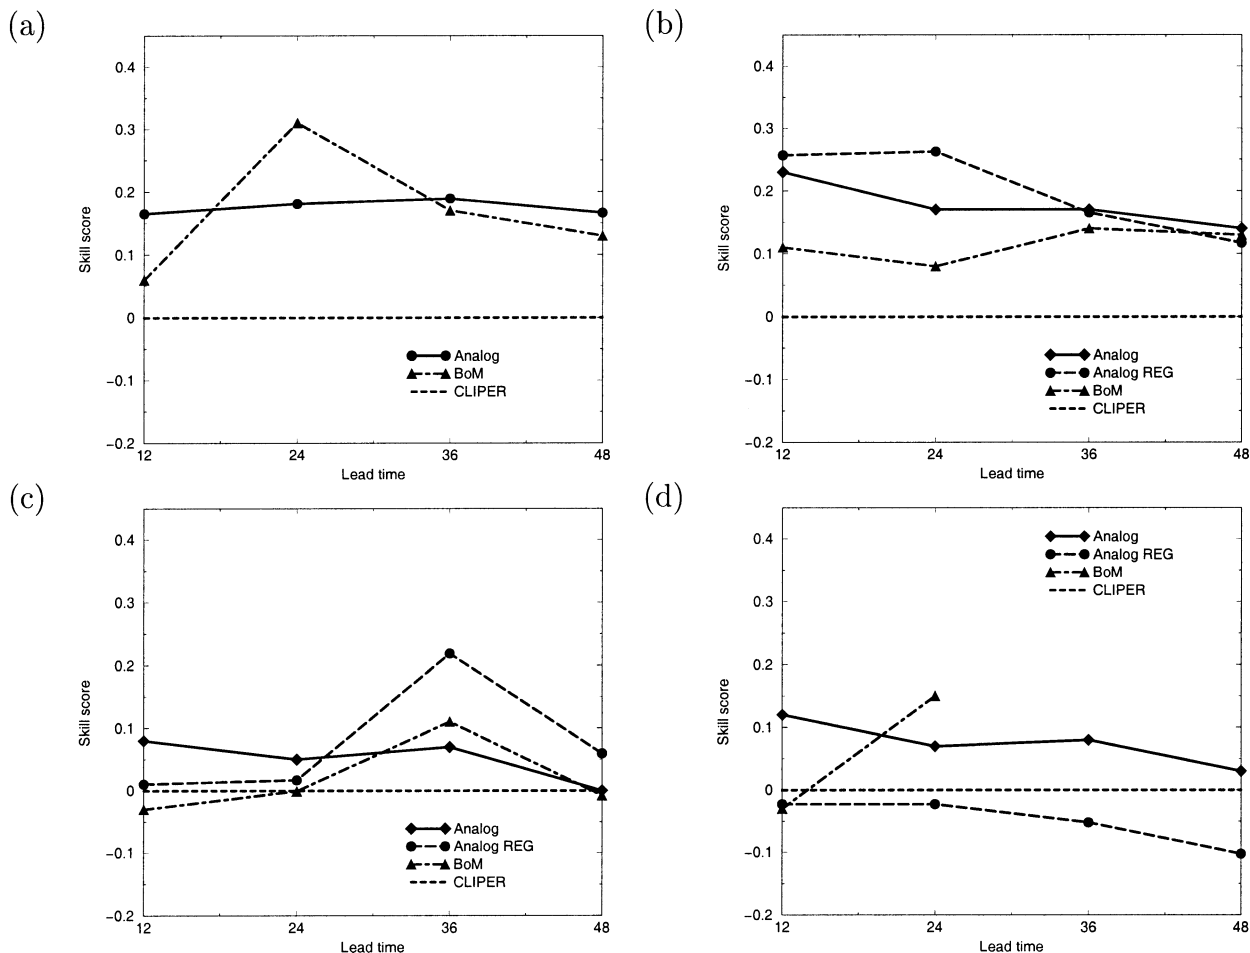 (a)
0.4
0.3
0.2
0.1
0
−0.1
−0.2
Skill score
12 24 36 48
Lead time
Analog
BoM
CLIPER
(b)
0.4
0.3
0.2
0.1
0
−0.1
−0.2
Skill score
12 24 36 48
Lead time
Analog
Analog REG
BoM
CLIPER
(c)
0.4
0.3
0.2
0.1
0
−0.1
−0.2
Skill score
12 24 36 48
Lead time
Analog
Analog REG
BoM
CLIPER
(d)
0.4
0.3
0.2
0.1
0
−0.1
−0.2
Skill score
12 24 36 48
Lead time
Analog
Analog REG
BoM
CLIPER